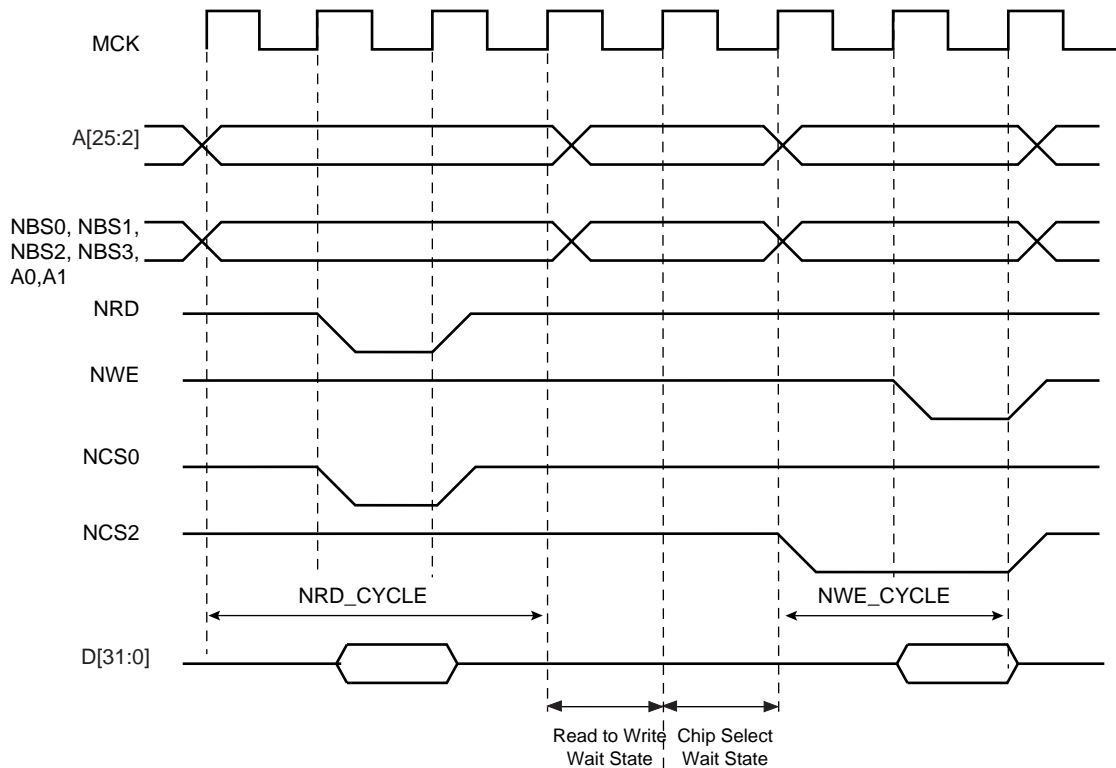 MCK
A[25:2]
NBS0, NBS1,
NBS2, NBS3,
A0,A1
NRD
NWE
NCS0
NCS2
NRD_CYCLE
NWE_CYCLE
D[31:0]
Read to Write
Wait State
Chip Select
Wait State